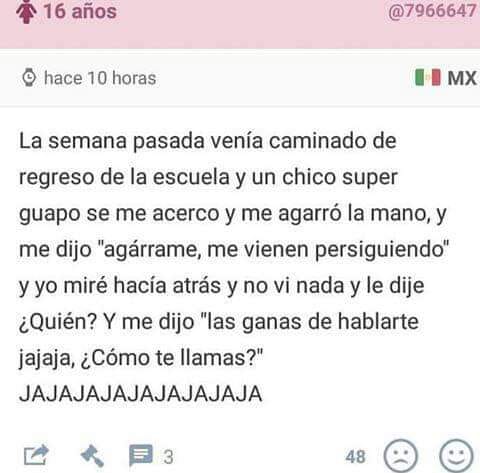 16 años
@7966647
hace 10 horas
MX
La semana pasada venía caminado de
regreso de la escuela y un chico super
guapo se me acerco y me agarró la mano, y
me dijo "agárrame, me vienen persiguiendo"
y yo miré hacía atrás y no vi nada y le dije
¿Quién? Y me dijo "las ganas de hablarte
jajaja, ¿Cómo te llamas?"
JAJAJAJAJAJAJAJAJA
3
48